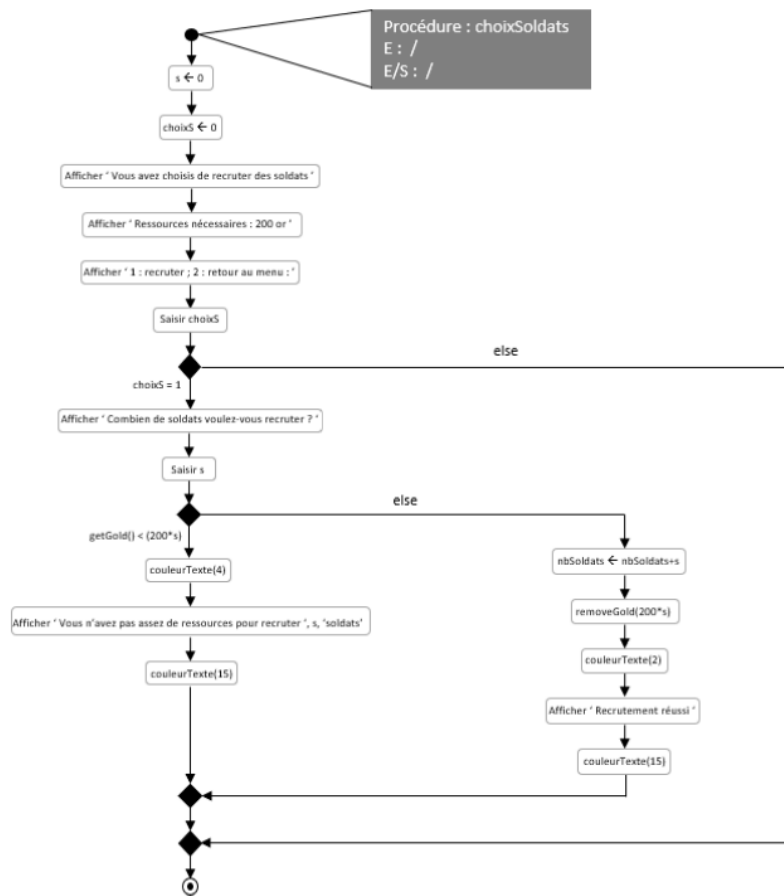 Procédure : choixSoldats
E : /
E/S : /
s ← 0
choixS ← 0
Afficher ‘ Vous avez choisis de recruter des soldats ‘
Afficher ‘ Ressources nécessaires : 200 or ‘
Afficher ‘ 1 : recruter ; 2 : retour au menu : ‘
Saisir choixS
else
choixS = 1
Afficher ‘ Combien de soldats voulez-vous recruter ? ‘
Saisir s
else
getGold() < (200*s)
couleurTexte(4)
Afficher ‘ Vous n’avez pas assez de ressources pour recruter ‘, s, ‘soldats’
couleurTexte(15)
nbSoldats ← nbSoldats+s
removeGold(200*s)
couleurTexte(2)
Afficher ‘ Recrutement réussi ‘
couleurTexte(15)